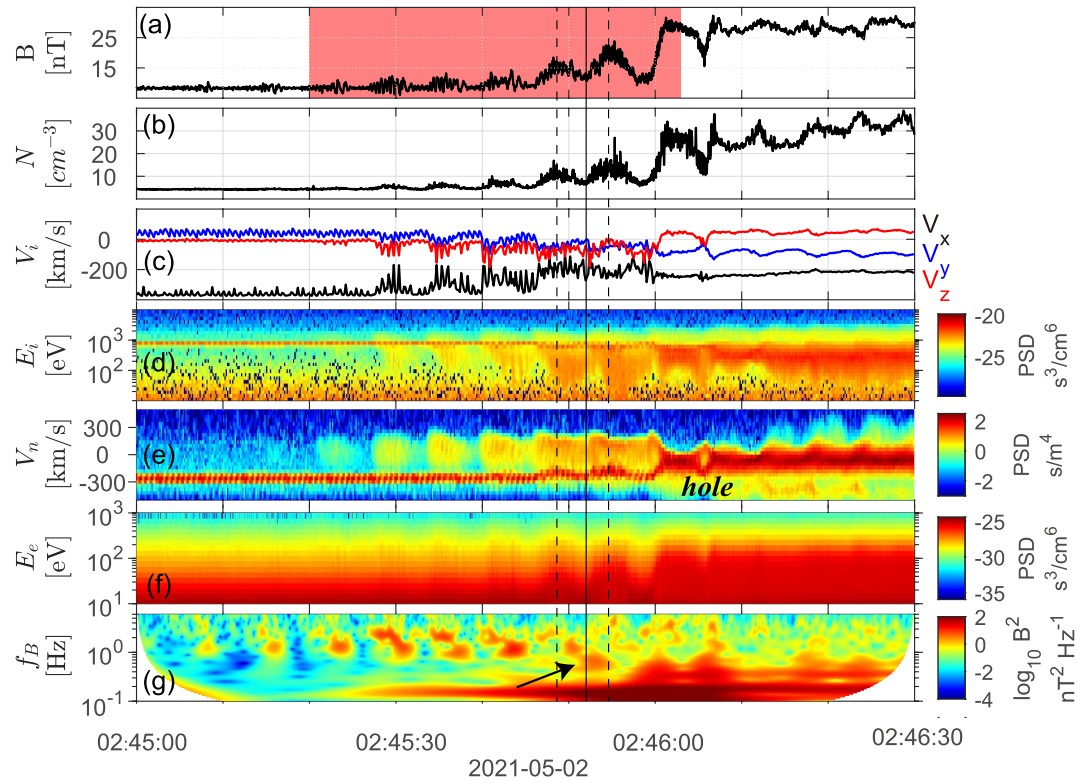 (a)
B
[nT]
25
15
(b)
N
[cm⁻³]
30
20
10
(c)
V_i
[km/s]
0
-200
V_x
V_y
V_z
(d)
E_i
[eV]
10³
10²
-20
-25
PSD
s³/cm⁶
(e)
V_n
[km/s]
300
0
-300
hole
2
0
-2
PSD
s/m⁴
(f)
E_e
[eV]
10³
10²
10¹
-25
-30
-35
PSD
s³/cm⁶
(g)
f_B
[Hz]
10⁰
10⁻¹
2
0
-2
-4
log₁₀ B²
nT² Hz⁻¹
02:45:00
02:45:30
02:46:00
02:46:30
2021-05-02